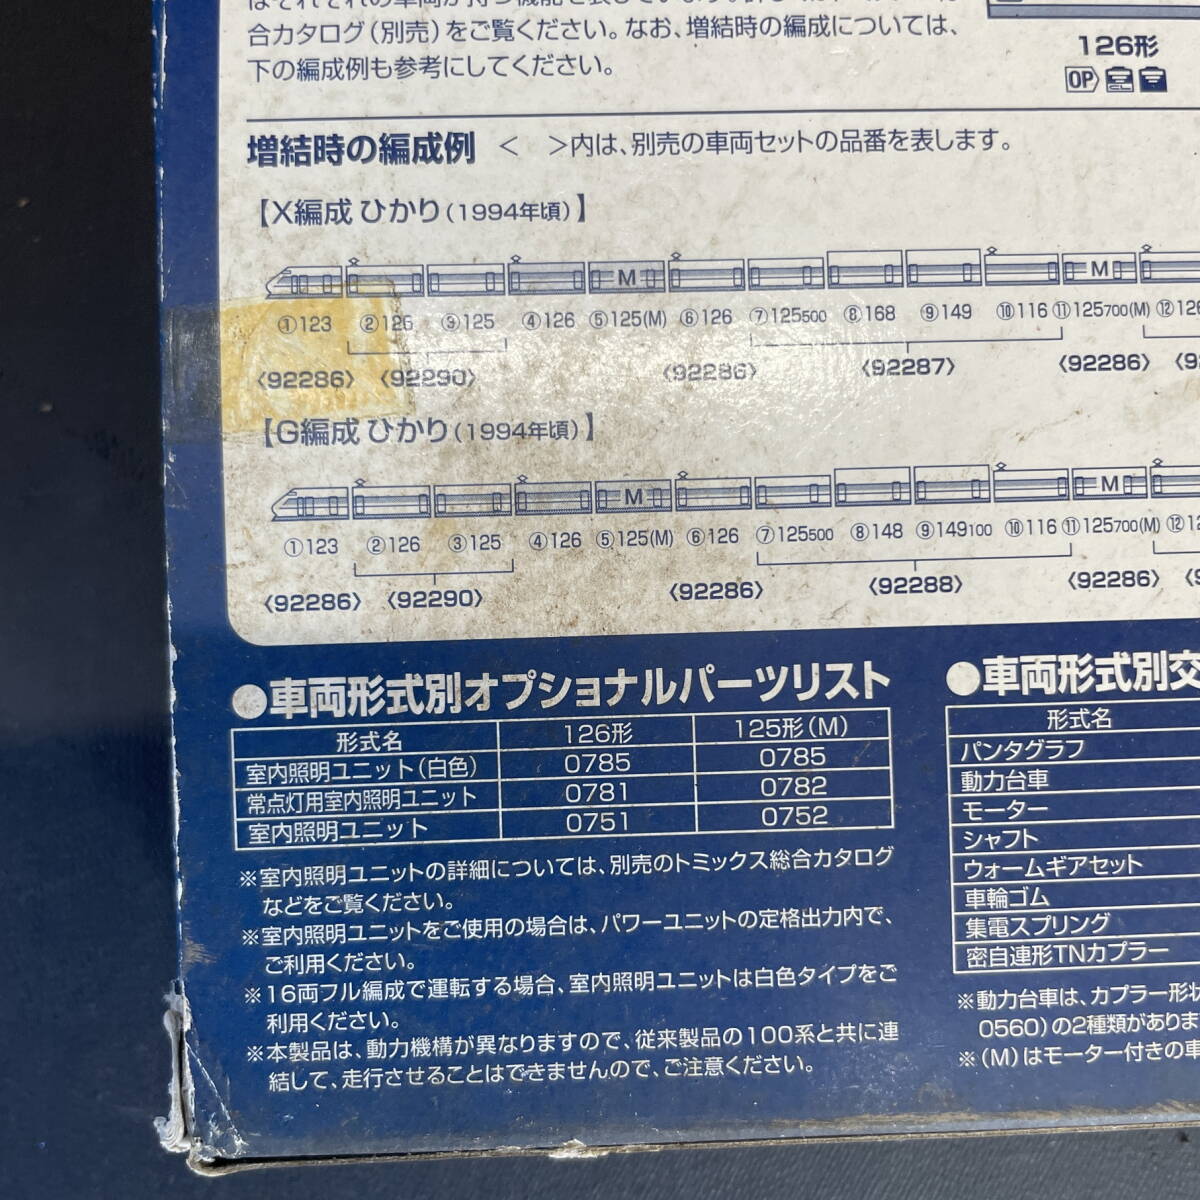 合カタログ(別売)をご覧ください。なお、増結時の編成については、
下の編成例も参考にしてください。
126形
OP
増結時の編成例 < >内は、別売の車両セットの品番を表します。
【X編成 ひかり(1994年頃)】
M M
①123 ②126 ③125 ④126 ⑤125(M) ⑥126 ⑦125500 ⑧168 ⑨149 ⑩116 ⑪125700(M) ⑫126
〈92286〉 〈92290〉 〈92286〉 〈92287〉 〈92286〉
【G編成 ひかり(1994年頃)】
M M
①123 ②126 ③125 ④126 ⑤125(M) ⑥126 ⑦125500 ⑧148 ⑨149100 ⑩116 ⑪125700(M) ⑫12
〈92286〉 〈92290〉 〈92286〉 〈92288〉 〈92286〉
●車両形式別オプショナルパーツリスト
形式名 126形 125形(M)
室内照明ユニット(白色) 0785 0785
常点灯用室内照明ユニット 0781 0782
室内照明ユニット 0751 0752
※室内照明ユニットの詳細については、別売のトミックス総合カタログ
などをご覧ください。
※室内照明ユニットをご使用の場合は、パワーユニットの定格出力内で、
ご利用ください。
※16両フル編成で運転する場合、室内照明ユニットは白色タイプをご
利用ください。
※本製品は、動力機構が異なりますので、従来製品の100系と共に連
結して、走行させることはできませんので、ご注意ください。
●車両形式別交
形式名
パンタグラフ
動力台車
モーター
シャフト
ウォームギアセット
車輪ゴム
集電スプリング
密自連形TNカプラー
※動力台車は、カプラー形状
0560)の2種類がありま
※(M)はモーター付きの車